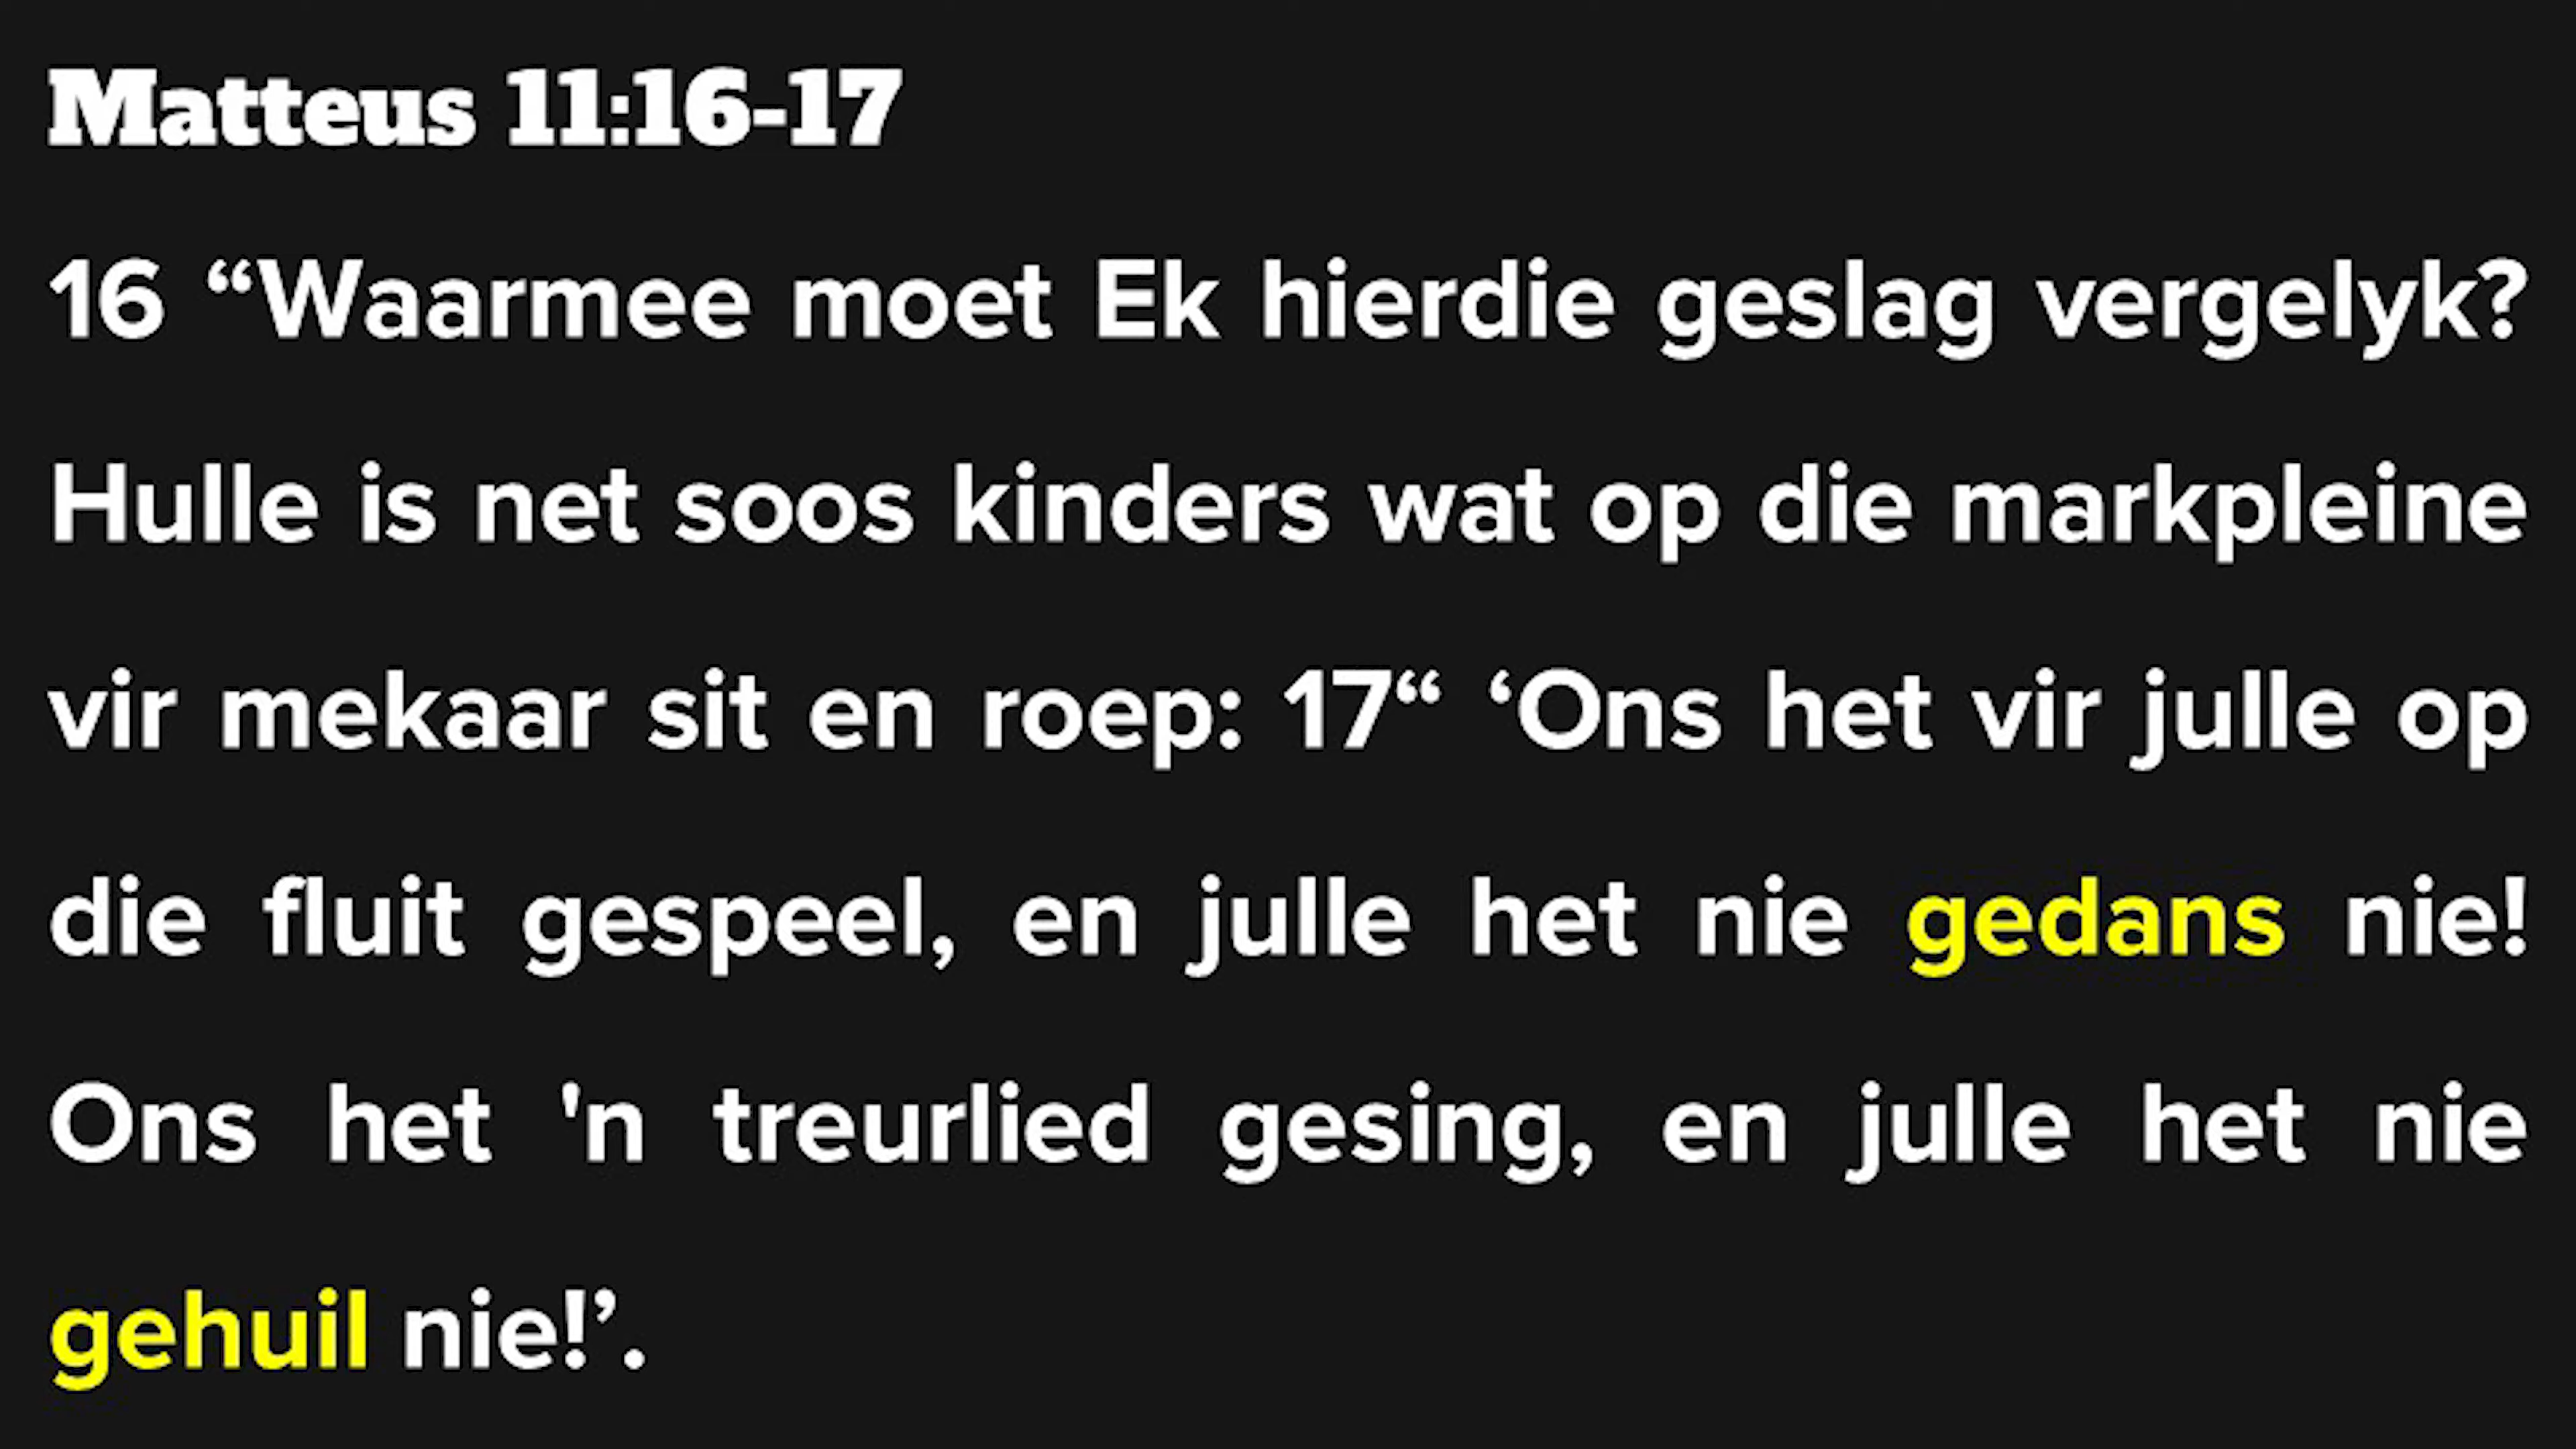 Matteus 11:16-17
16 “Waarmee moet Ek hierdie geslag vergelyk?
Hulle is net soos kinders wat op die markpleine
vir mekaar sit en roep: 17“ ‘Ons het vir julle op
die fluit gespeel, en julle het nie gedans nie!
Ons het 'n treurlied gesing, en julle het nie
gehuil nie!’.